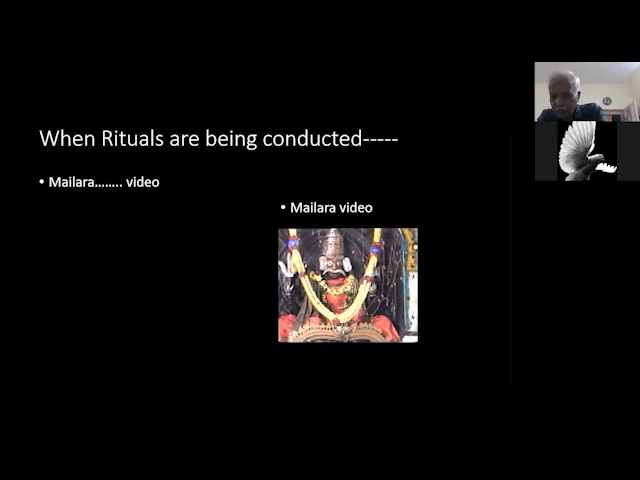 When Rituals are being conducted-----
• Mailara…….. video
• Mailara video